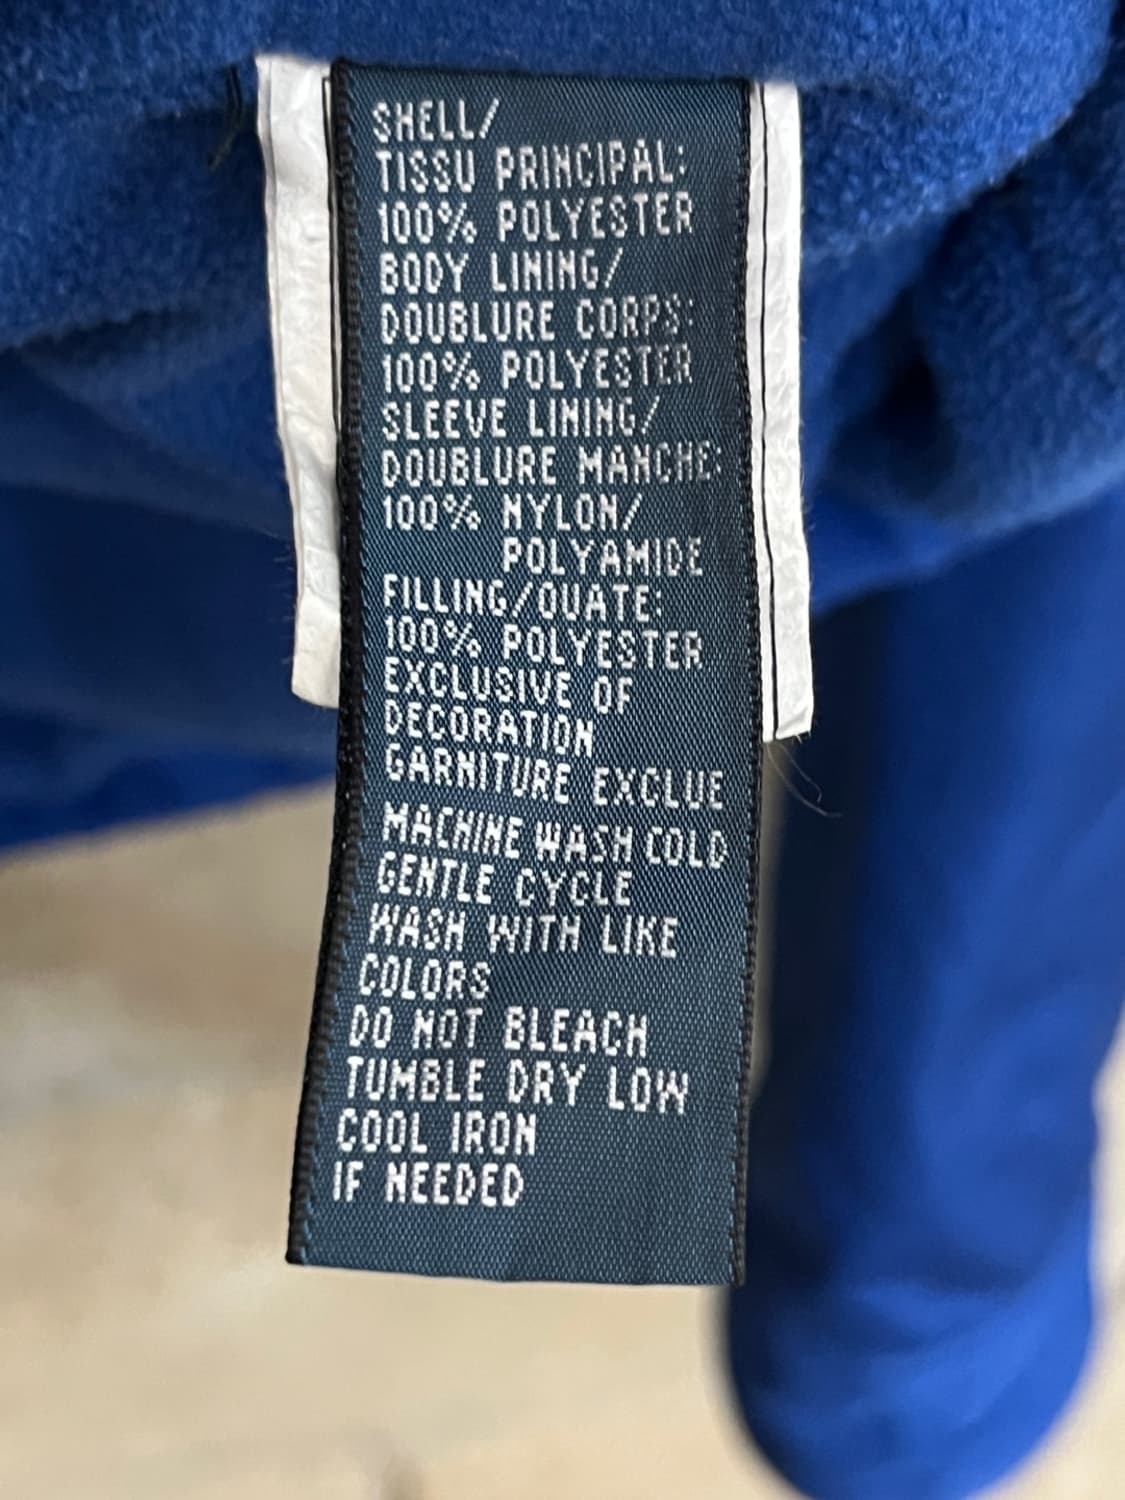 SHELL/
TISSU PRINCIPAL:
100% POLYESTER
BODY LINING/
DOUBLURE CORPS:
100% POLYESTER
SLEEVE LINING/
DOUBLURE MANCHE:
100% NYLON/
POLYAMIDE
FILLING/OUATE:
100% POLYESTER
EXCLUSIVE OF
DECORATION
GARNITURE EXCLUE
MACHINE WASH COLD
GENTLE CYCLE
WASH WITH LIKE
COLORS
DO NOT BLEACH
TUMBLE DRY LOW
COOL IRON
IF NEEDED